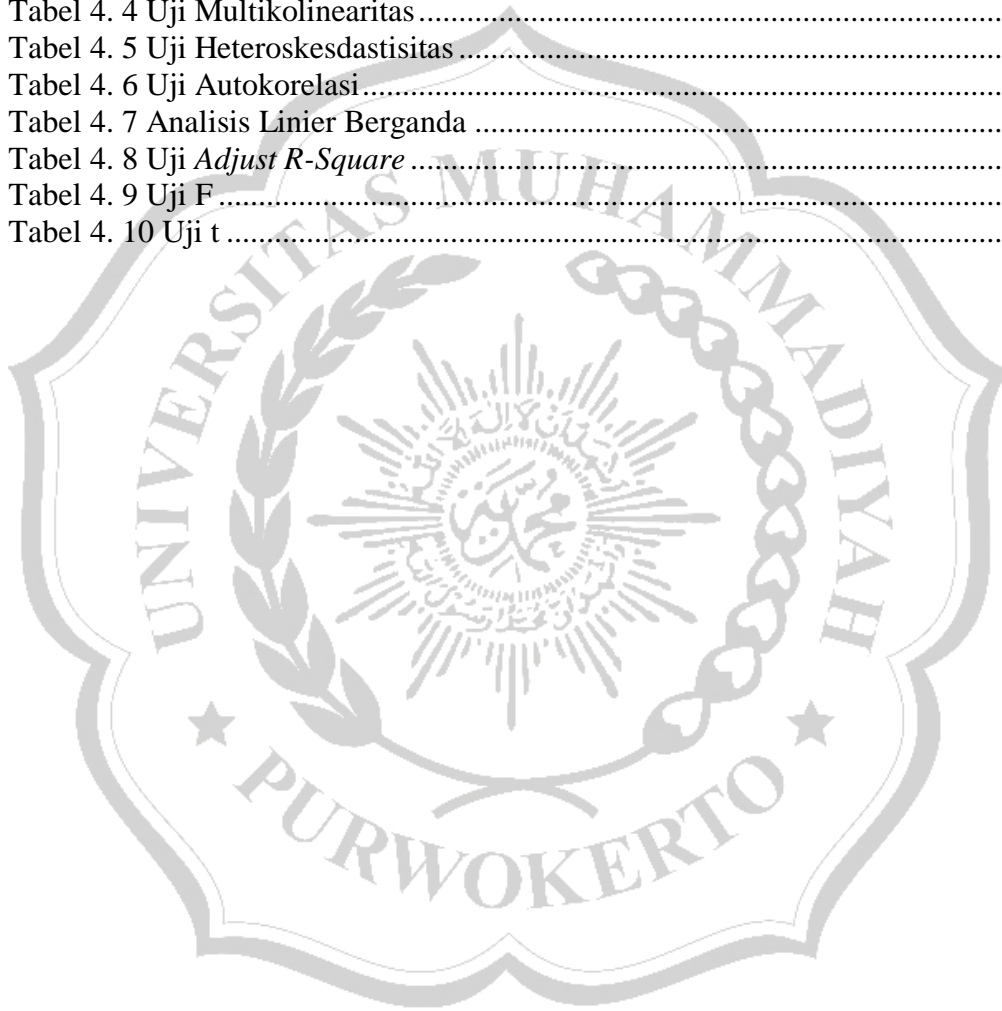 Tabel 4. 4 Uji Multikolinearitas
Tabel 4. 5 Uji Heteroskesdastisitas
Tabel 4. 6 Uji Autokorelasi
Tabel 4. 7 Analisis Linier Berganda
Tabel 4. 8 Uji Adjust R-Square
Tabel 4. 9 Uji F
Tabel 4. 10 Uji t
UNIVERSITAS MUHAMMADIYAH
PURWOKERTO